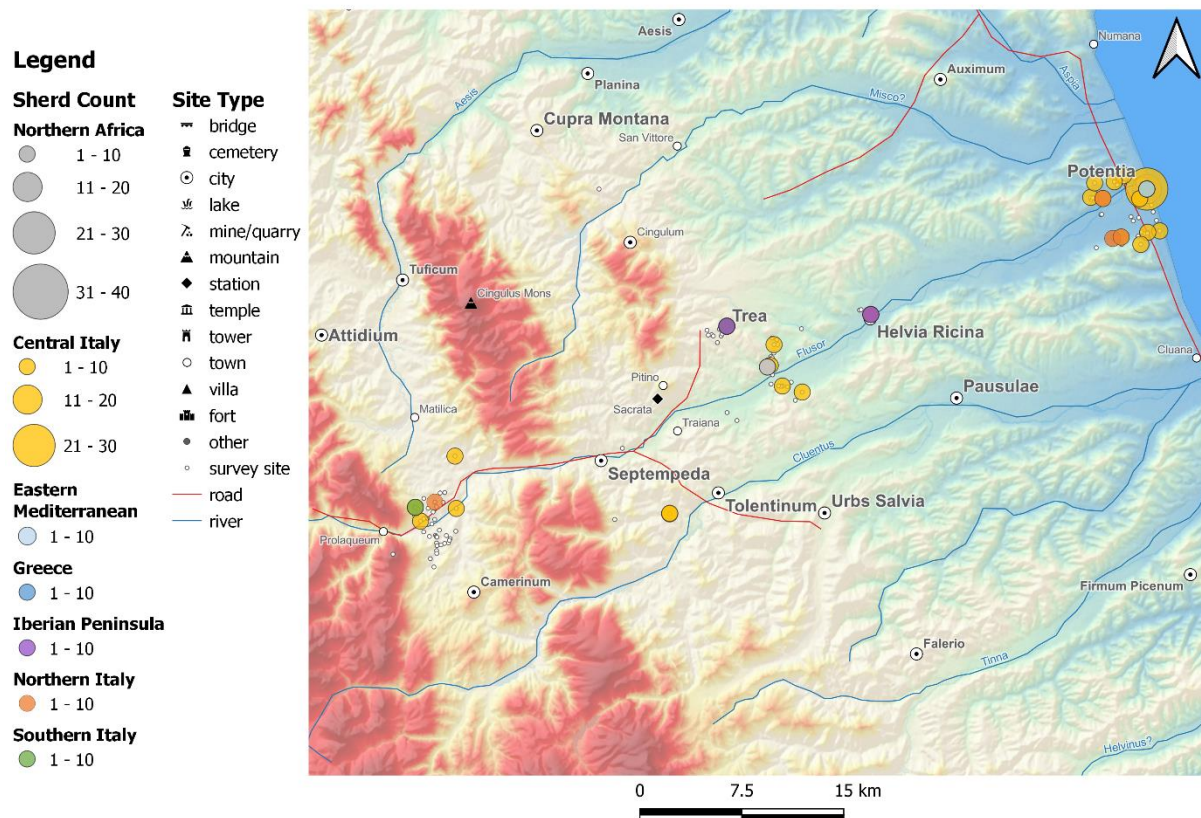 Legend
Sherd Count
Northern Africa
1 - 10
11 - 20
21 - 30
31 - 40
Central Italy
1 - 10
11 - 20
21 - 30
Eastern
Mediterranean
1 - 10
Greece
1 - 10
Iberian Peninsula
1 - 10
Northern Italy
1 - 10
Southern Italy
1 - 10
Site Type
bridge
cemetery
city
lake
mine/quarry
mountain
station
temple
tower
town
villa
fort
other
survey site
road
river
Aesis
Numana
Planina
Auximum
Aspia
Aesis
Misco?
Cupra Montana
San Vittore
Potentia
Cingulum
Tuficum
Cingulus Mons
Trea
Attidium
Helvia Ricina
Flusor
Cluana
Pitino
Pausulae
Sacrata
Matilica
Traiana
Cluentus
Septempeda
Tolentinum
Urbs Salvia
Prolaqueum
Camerinum
Firmum Picenum
Falerio
Tinna
Helvinus?
0 7.5 15 km